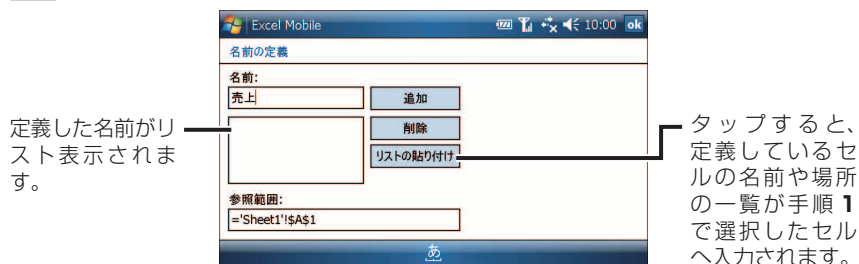 Excel Mobile 10:00 ok
名前の定義
名前:
売上
追加
削除
リストの貼り付け
参照範囲:
='Sheet1'!$A$1
あ
定義した名前がリ
スト表示されま
す。
タップすると、
定義しているセ
ルの名前や場所
の一覧が手順1
で選択したセル
へ入力されます。